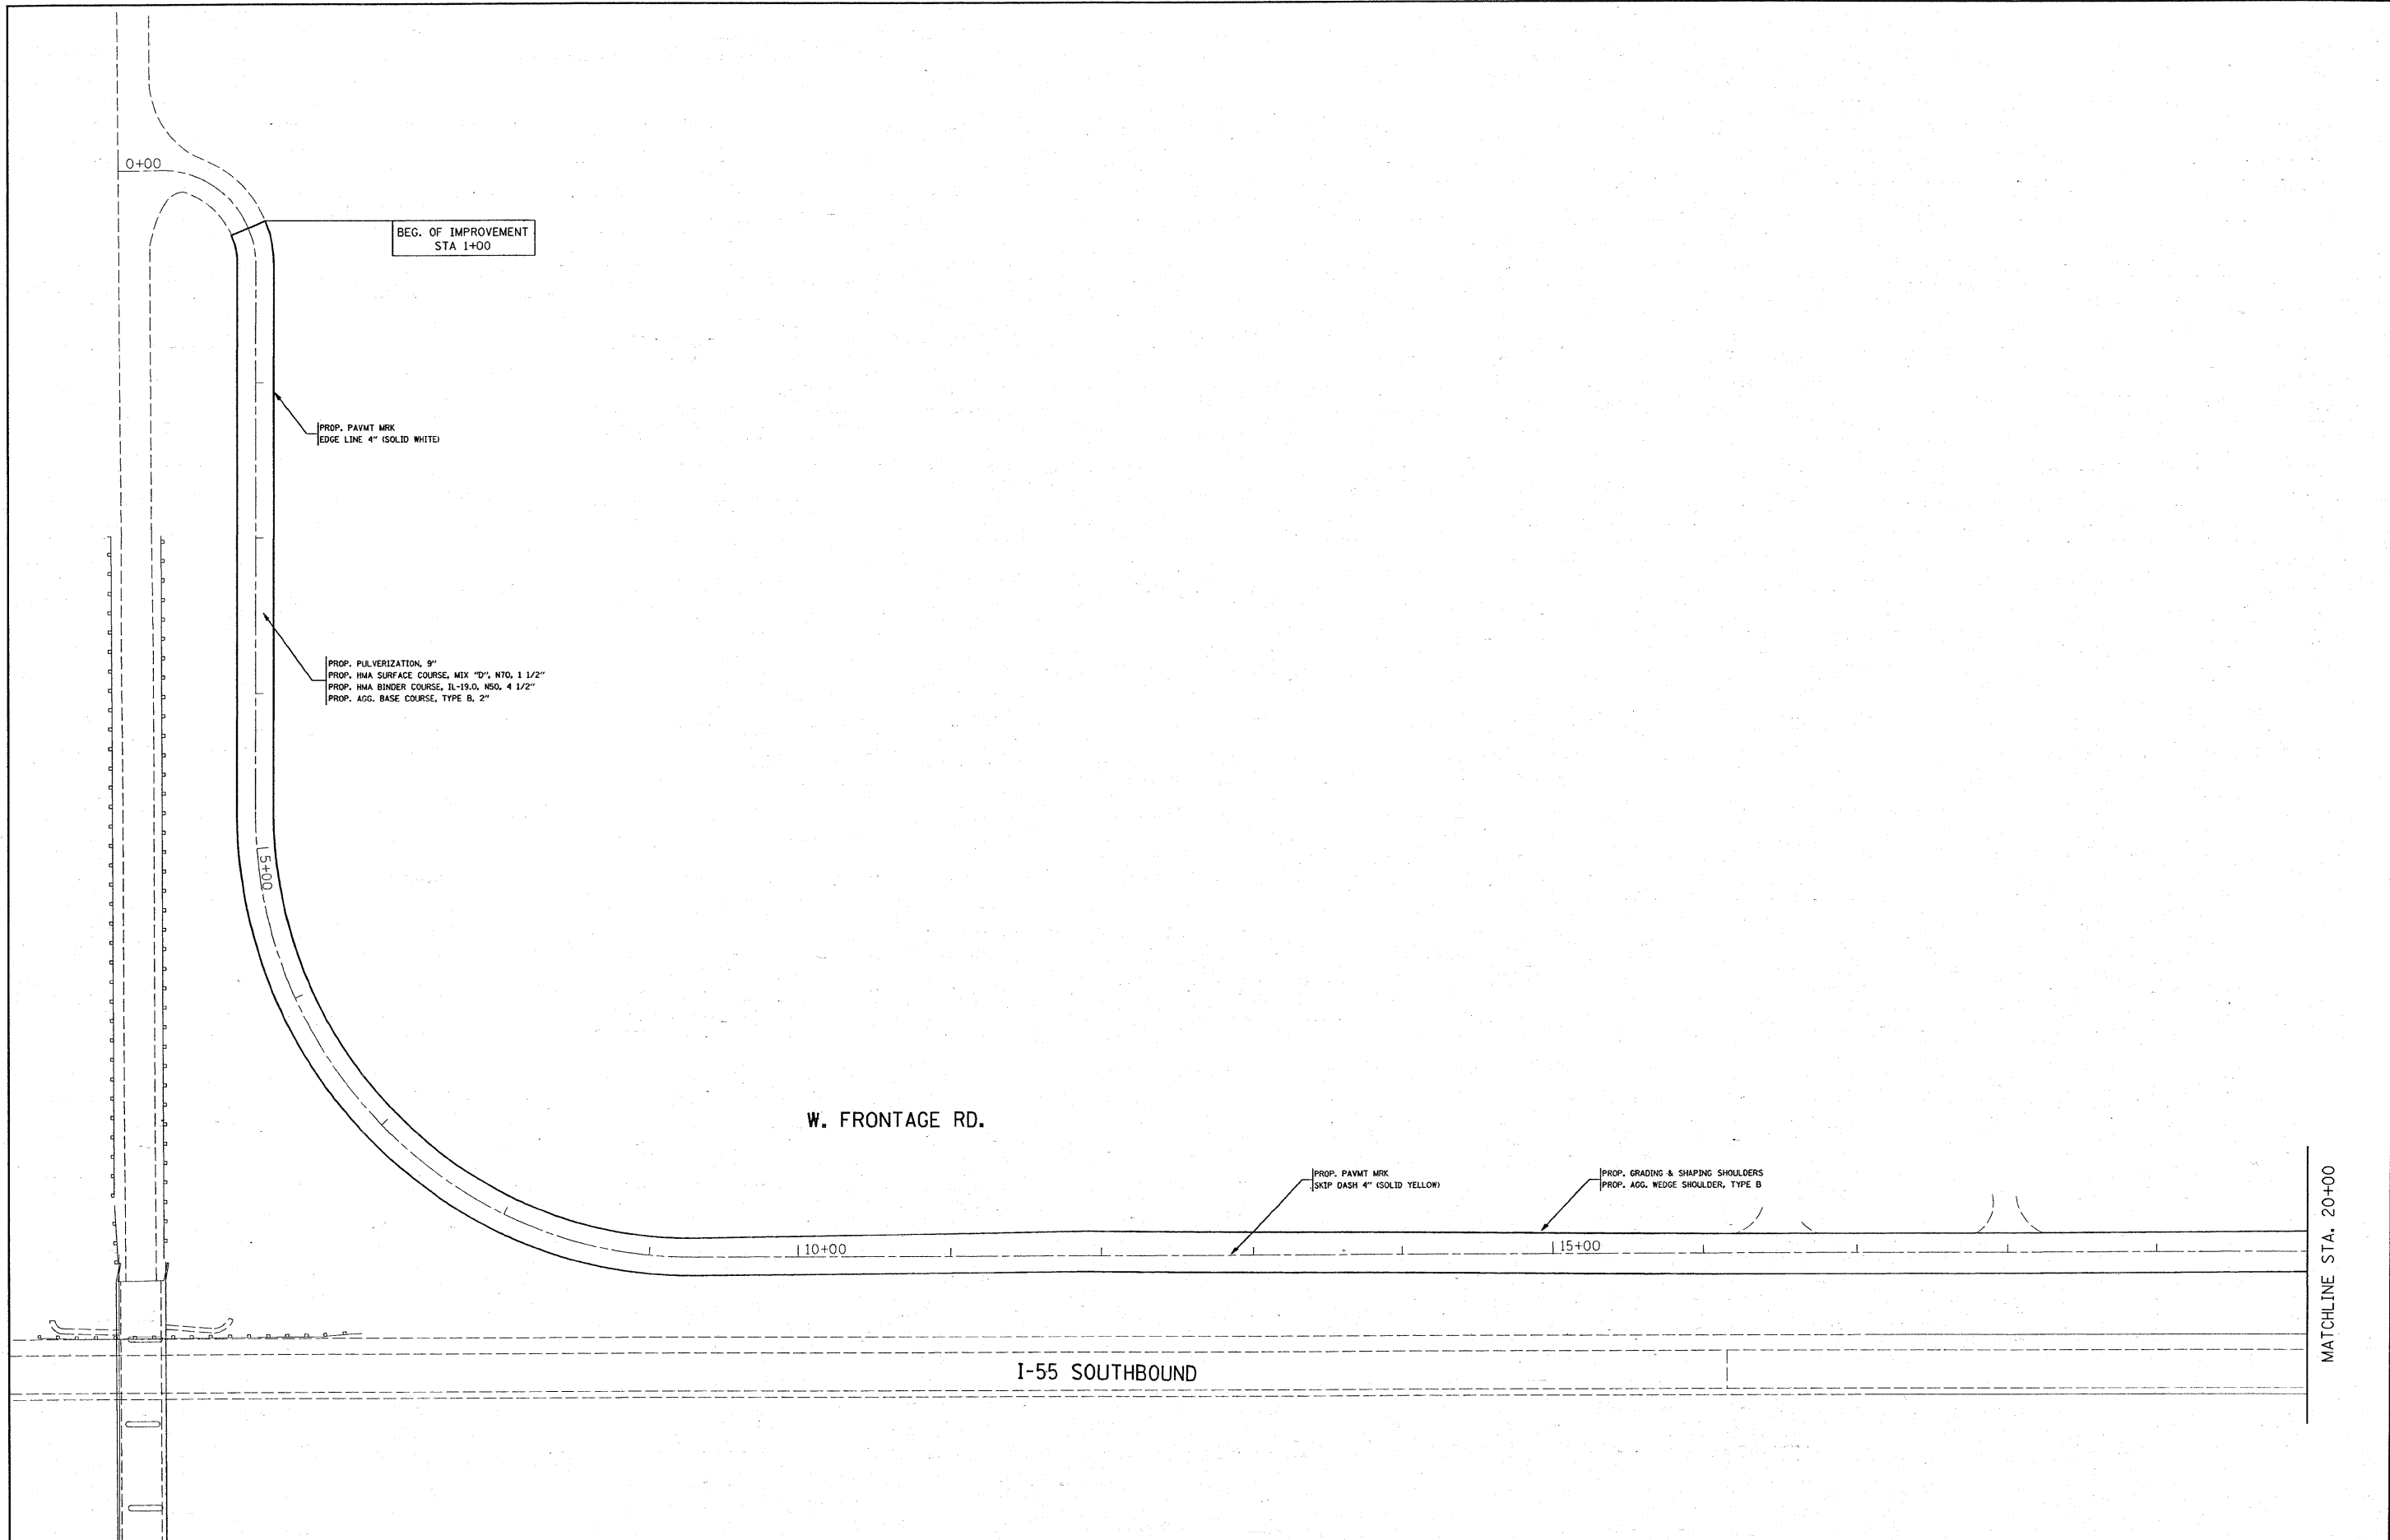 0+00
BEG. OF IMPROVEMENT
STA 1+00
PROP. PAVMT MRK
EDGE LINE 4" (SOLID WHITE)
PROP. PULVERIZATION, 9"
PROP. HMA SURFACE COURSE, MIX "D", N70, 1 1/2"
PROP. HMA BINDER COURSE, IL-19.0, N50, 4 1/2"
PROP. AGG. BASE COURSE, TYPE B, 2"
5+00
W. FRONTAGE RD.
PROP. PAVMT MRK
SKIP DASH 4" (SOLID YELLOW)
PROP. GRADING & SHAPING SHOULDERS
PROP. AGG. WEDGE SHOULDER, TYPE B
10+00
15+00
MATCHLINE STA. 20+00
I-55 SOUTHBOUND